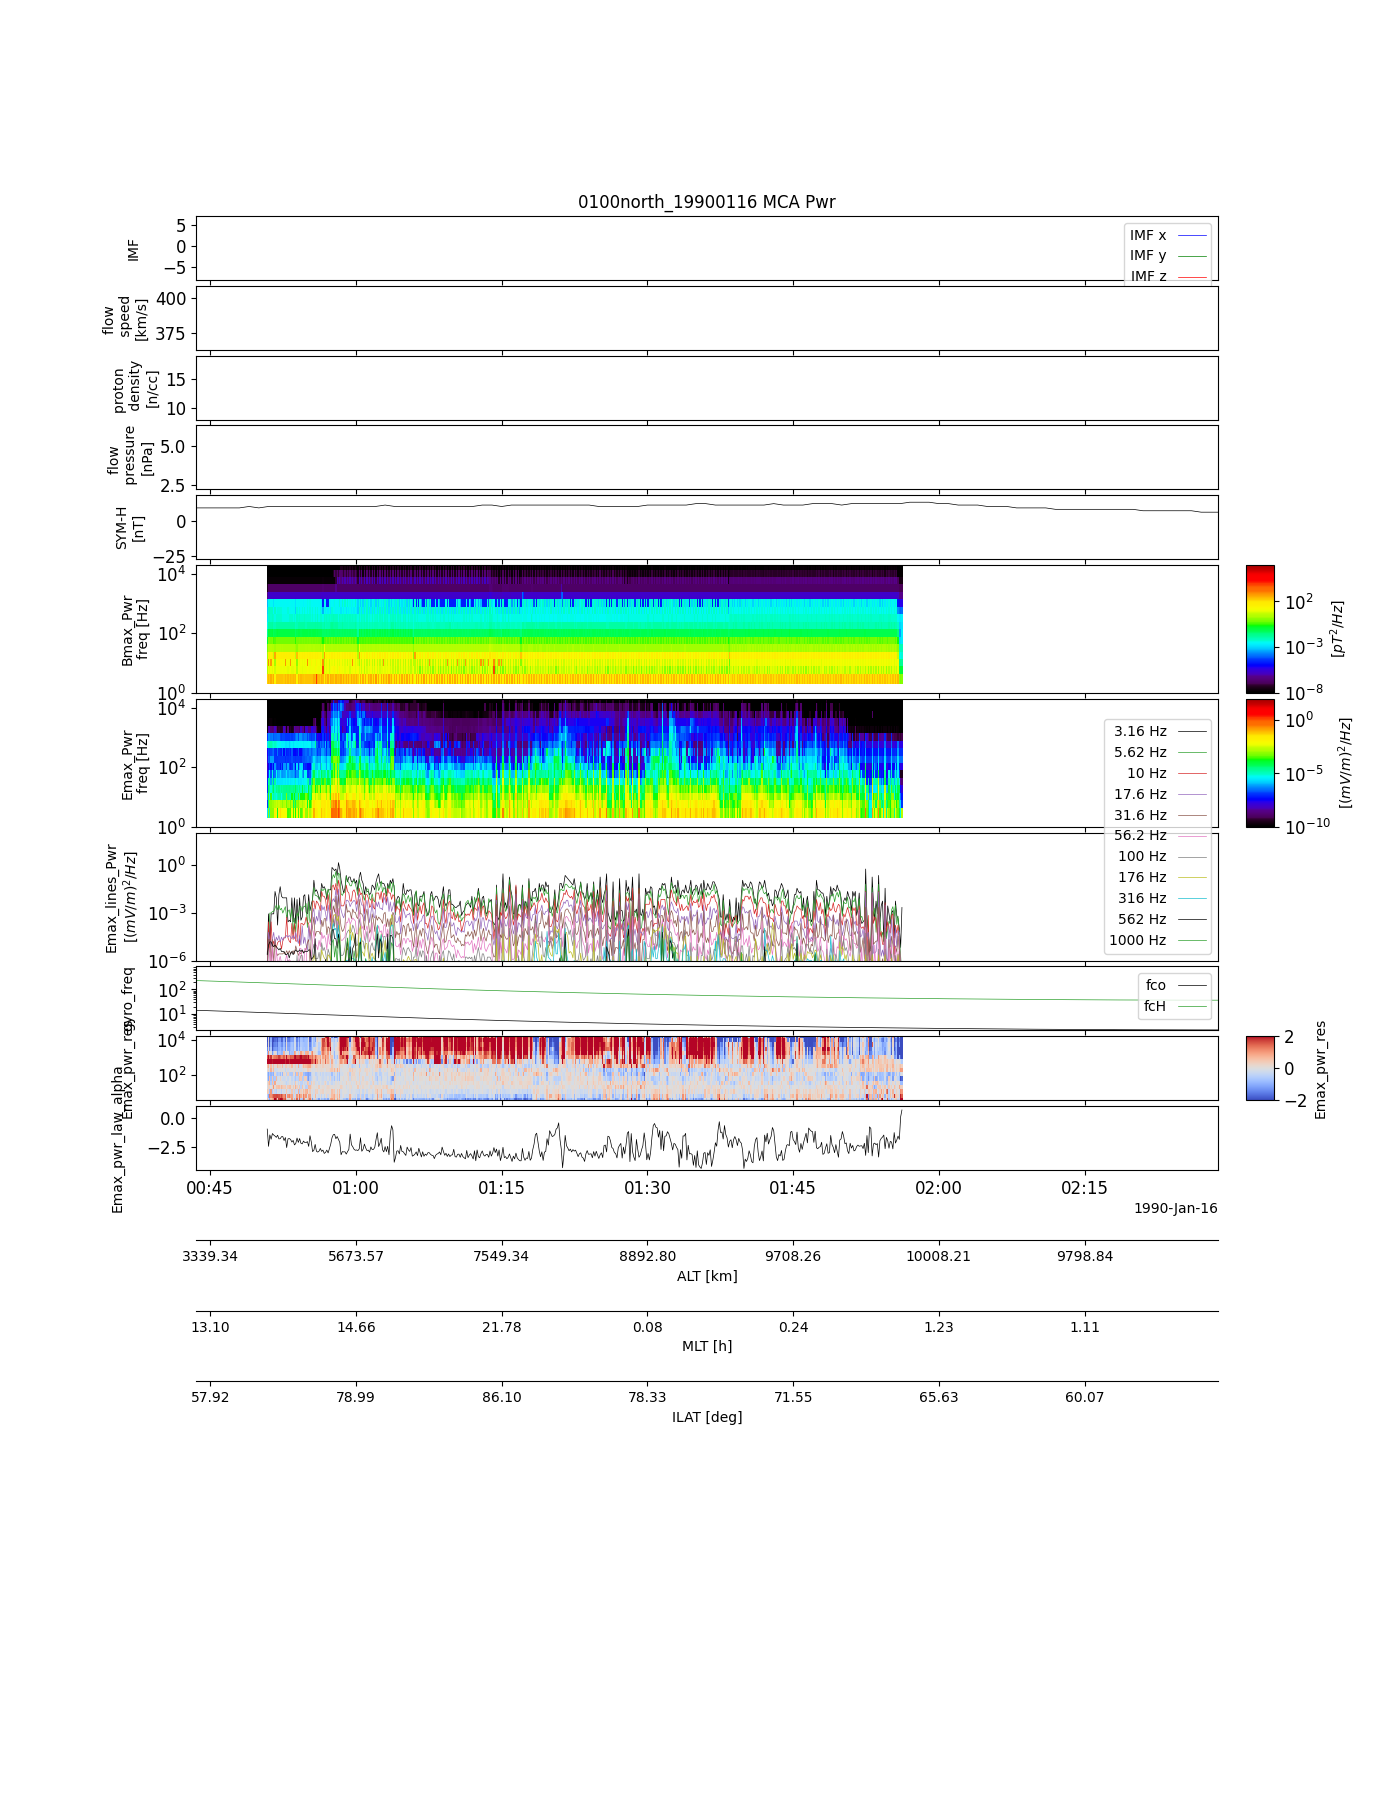 0100north_19900116 MCA Pwr
IMF
5
0
−5
IMF x
IMF y
IMF z
flow
speed
[km/s]
400
375
proton
density
[n/cc]
15
10
flow
pressure
[nPa]
5.0
2.5
SYM-H
[nT]
0
−25
Bmax_Pwr
freq [Hz]
10^4
10^2
10^0
10^2
10^−3
10^−8
[pT^2/Hz]
Emax_Pwr
freq [Hz]
10^4
10^2
10^0
10^0
10^−5
10^−10
[(mV/m)^2/Hz]
3.16 Hz
5.62 Hz
10 Hz
17.6 Hz
31.6 Hz
56.2 Hz
100 Hz
176 Hz
316 Hz
562 Hz
1000 Hz
Emax_lines_Pwr
[(mV/m)^2/Hz]
10^0
10^−3
10^−6
gyro_freq
10^2
10^1
fco
fcH
Emax_pwr_res
10^4
10^2
2
0
−2
Emax_pwr_res
Emax_pwr_law_alpha
0.0
−2.5
00:45 01:00 01:15 01:30 01:45 02:00 02:15
1990-Jan-16
3339.34 5673.57 7549.34 8892.80 9708.26 10008.21 9798.84
ALT [km]
13.10 14.66 21.78 0.08 0.24 1.23 1.11
MLT [h]
57.92 78.99 86.10 78.33 71.55 65.63 60.07
ILAT [deg]